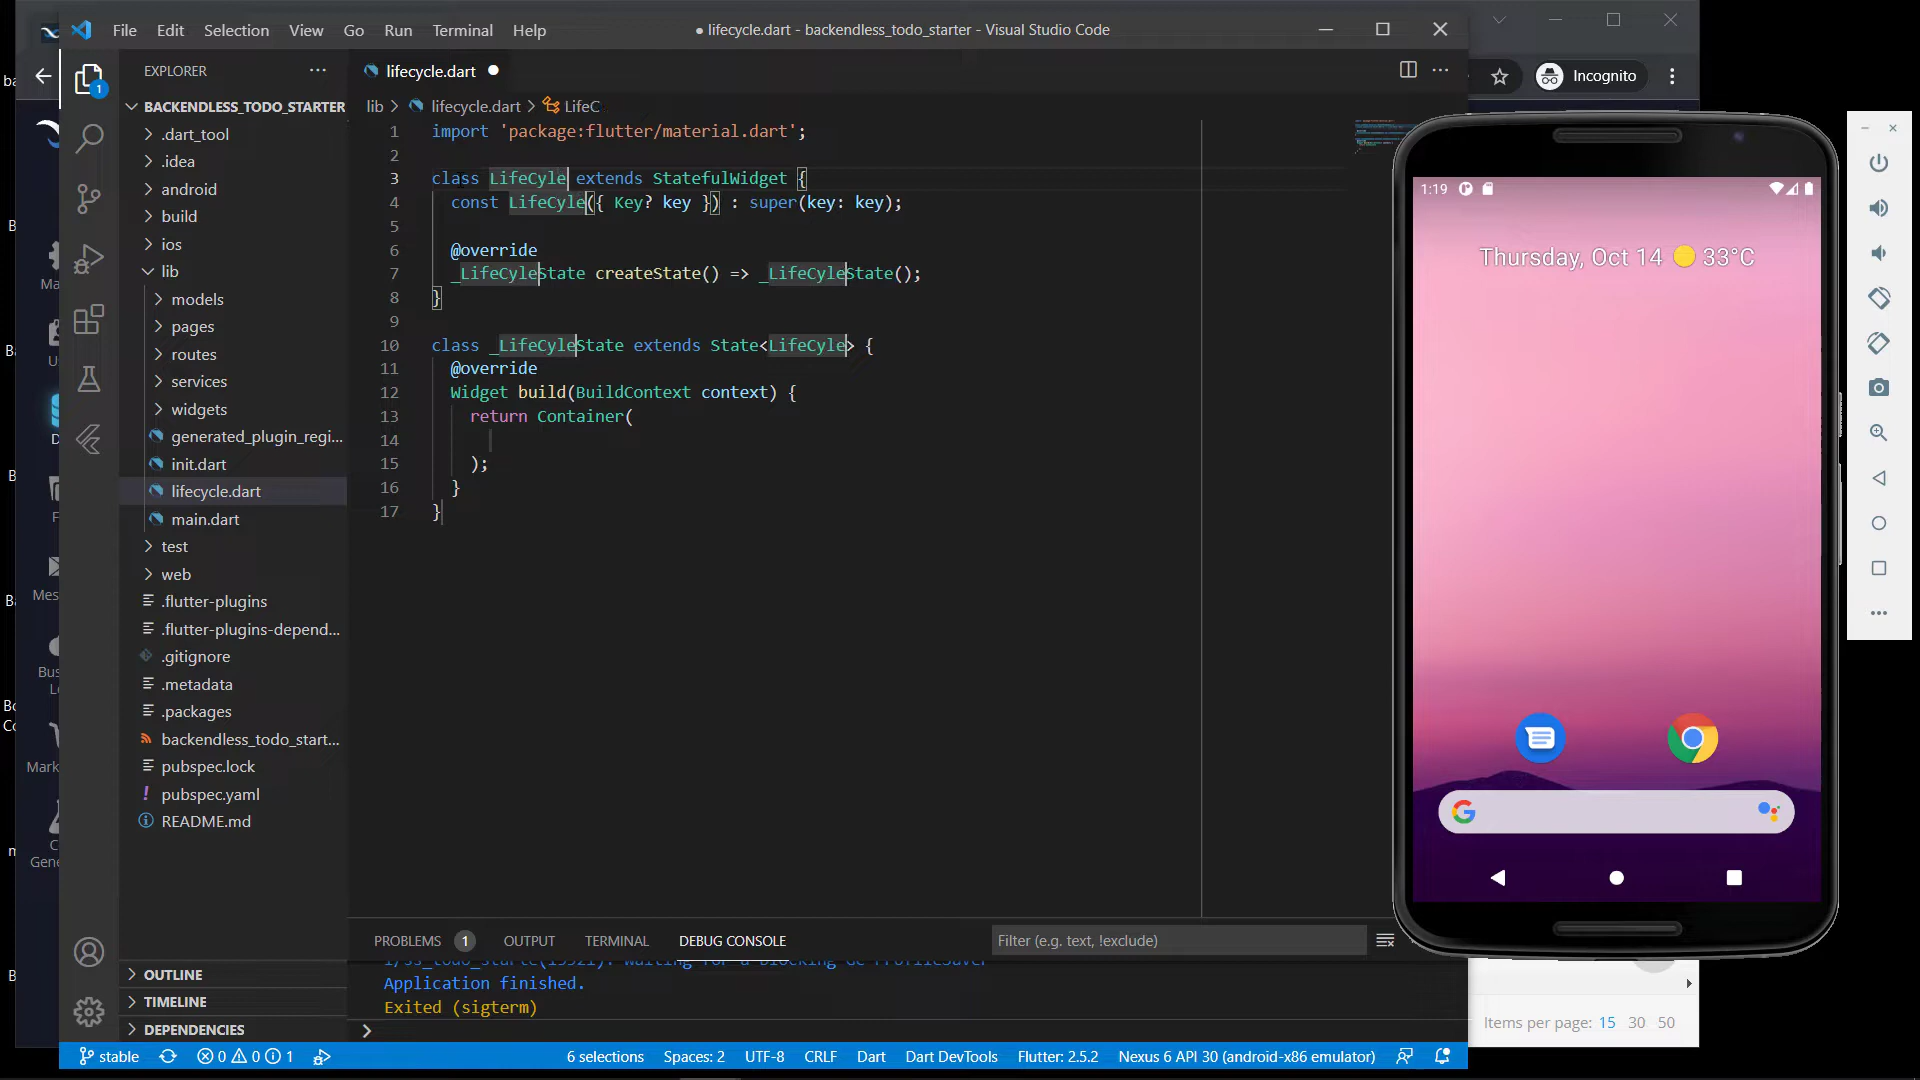 File Edit Selection View Go Run Terminal Help
● lifecycle.dart - backendless_todo_starter - Visual Studio Code
Incognito
EXPLORER
BACKENDLESS_TODO_STARTER
.dart_tool
.idea
android
build
ios
lib
models
pages
routes
services
widgets
generated_plugin_regi...
init.dart
lifecycle.dart
main.dart
test
web
.flutter-plugins
.flutter-plugins-depend...
.gitignore
.metadata
.packages
backendless_todo_start...
pubspec.lock
pubspec.yaml
README.md
OUTLINE
TIMELINE
DEPENDENCIES
lifecycle.dart
lib > lifecycle.dart > LifeC
1 import 'package:flutter/material.dart';
2
3 class LifeCyle extends StatefulWidget {
4 const LifeCyle({ Key? key }) : super(key: key);
5
6 @override
7 _LifeCyleState createState() => _LifeCyleState();
8 }
9
10 class _LifeCyleState extends State<LifeCyle> {
11 @override
12 Widget build(BuildContext context) {
13 return Container(
14
15 );
16 }
17 }
PROBLEMS 1 OUTPUT TERMINAL DEBUG CONSOLE
Filter (e.g. text, !exclude)
Application finished.
Exited (sigterm)
stable 0 0 1
6 selections Spaces: 2 UTF-8 CRLF Dart Dart DevTools Flutter: 2.5.2 Nexus 6 API 30 (android-x86 emulator)
1:19
Thursday, Oct 14 33°C
Items per page: 15 30 50